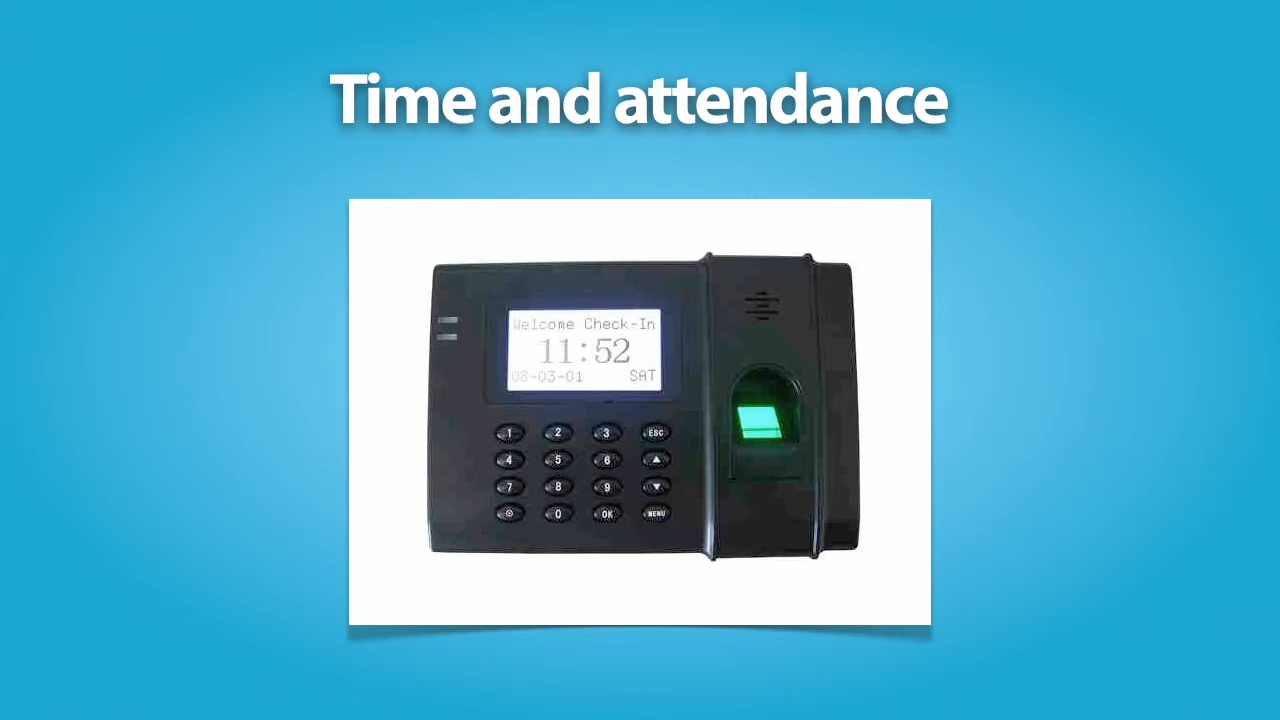 Time and attendance
Welcome Check-In
11:52
08-03-01 SAT
1 2 3 ESC
4 5 6 ▲
7 8 9 ▼
0 OK MENU